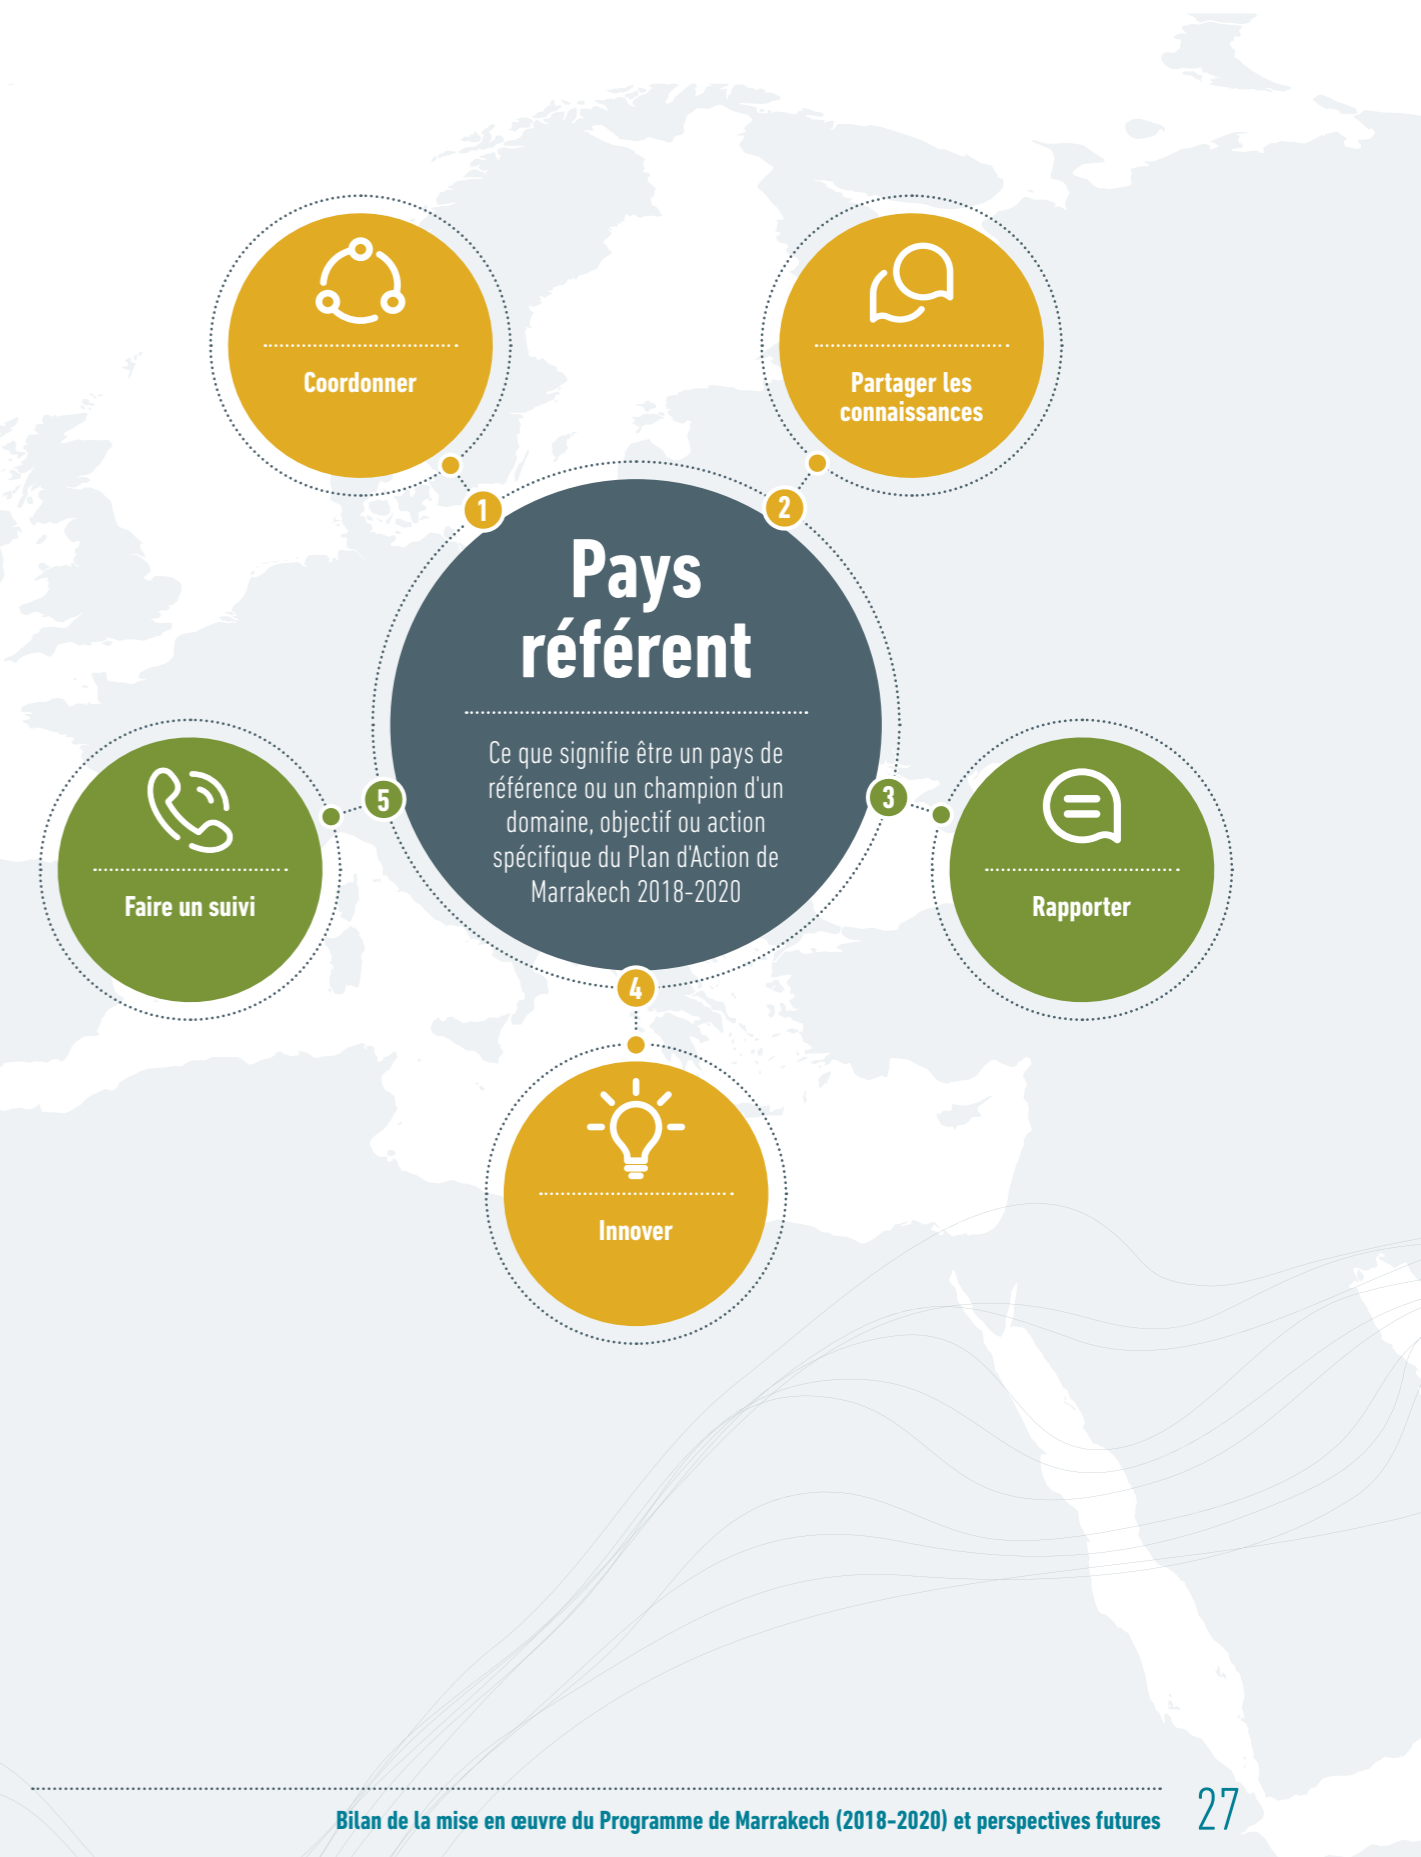 Coordonner
Partager les
connaissances
1
2
Pays
référent
Ce que signifie être un pays de
référence ou un champion d'un
domaine, objectif ou action
spécifique du Plan d'Action de
Marrakech 2018-2020
5
3
Faire un suivi
Rapporter
4
Innover
Bilan de la mise en œuvre du Programme de Marrakech (2018-2020) et perspectives futures
27